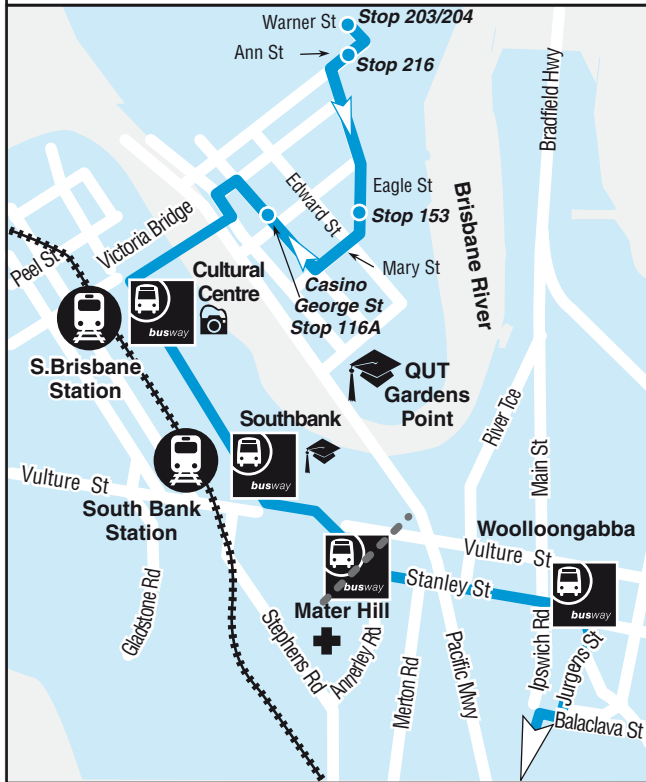 Warner St
Stop 203/204
Ann St
Stop 216
Bradfield Hwy
Eagle St
Edward St
Stop 153
Brisbane River
Victoria Bridge
Mary St
Peel St
Cultural
Centre
busway
Casino
George St
Stop 116A
S.Brisbane
Station
QUT
Gardens
Point
River Tce
Main St
Southbank
busway
Vulture St
South Bank
Station
Woolloongabba
Vulture St
busway
Stanley St
busway
Mater Hill
Gladstone Rd
Stephens Rd
Annerley Rd
Merton Rd
Pacific Mwy
Ipswich Rd
Jurgens St
Balaclava St